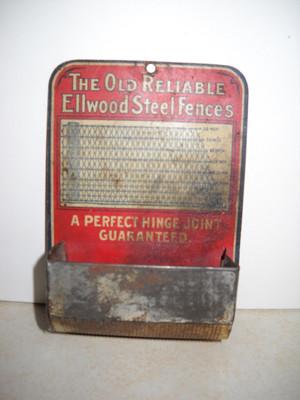 THE OLD RELIABLE
Ellwood Steel Fences
A PERFECT HINGE JOINT
GUARANTEED.